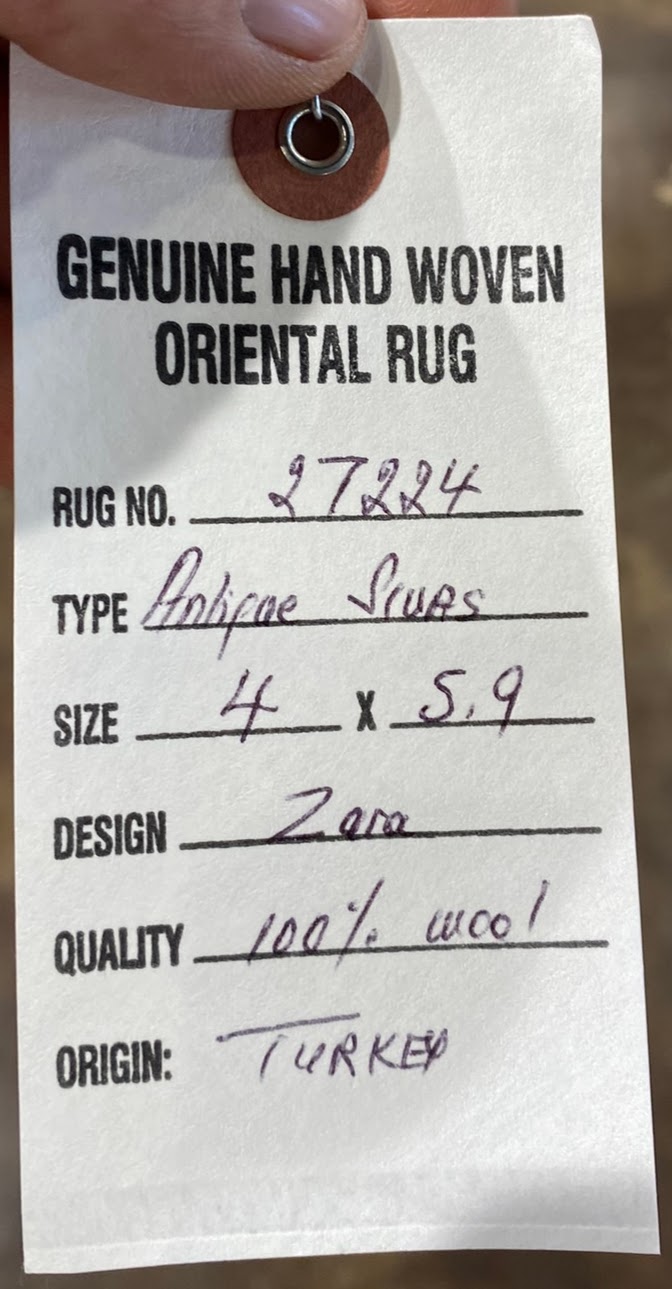 GENUINE HAND WOVEN
ORIENTAL RUG
RUG NO. 27224
TYPE Antique Sivas
SIZE 4 X 5.9
DESIGN Zara
QUALITY 100% wool
ORIGIN: TURKEY